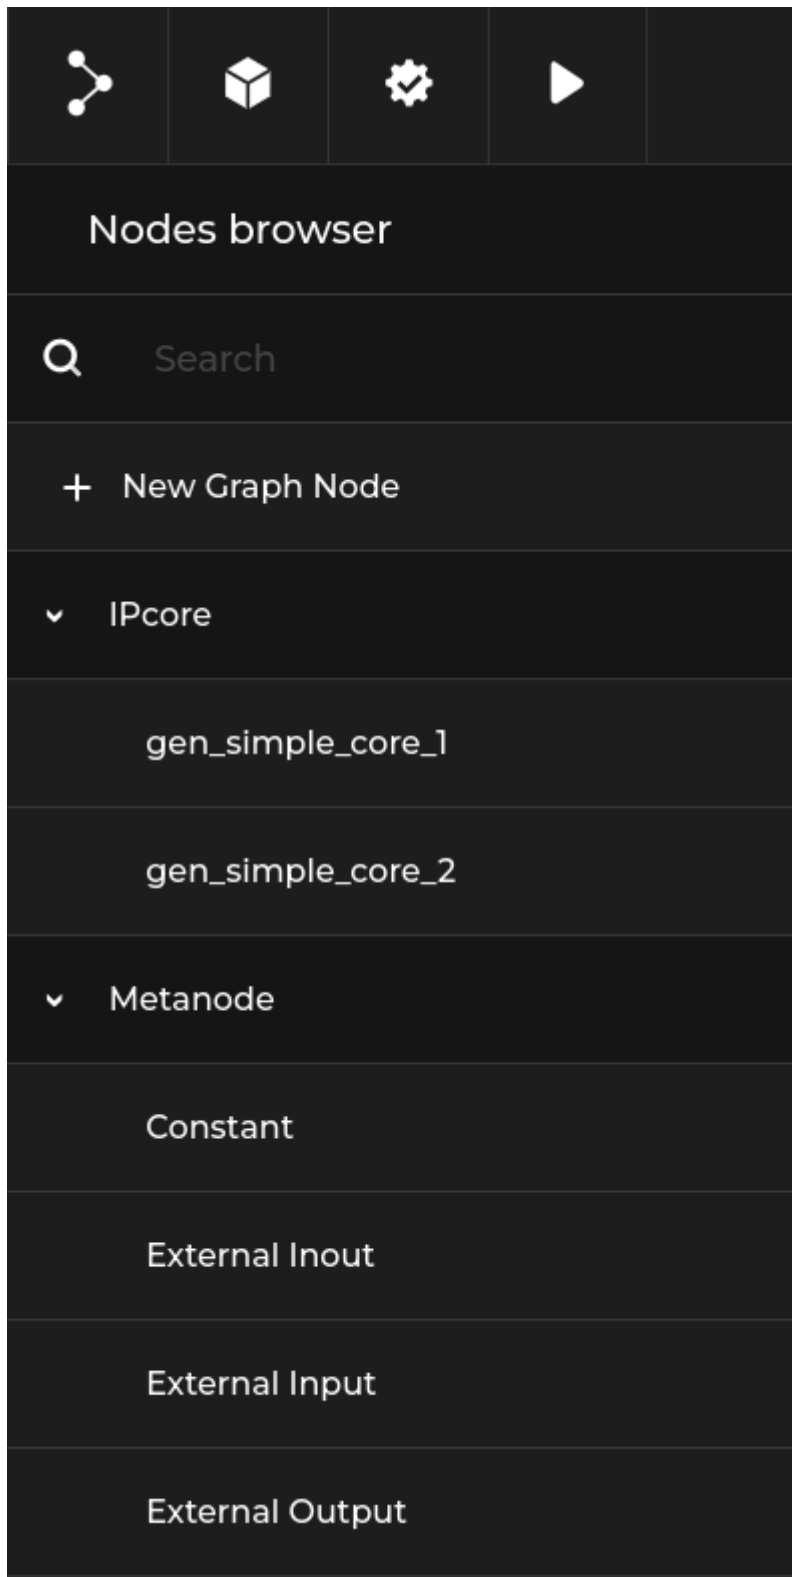 Nodes browser
Search
New Graph Node
IPcore
gen_simple_core_1
gen_simple_core_2
Metanode
Constant
External Inout
External Input
External Output